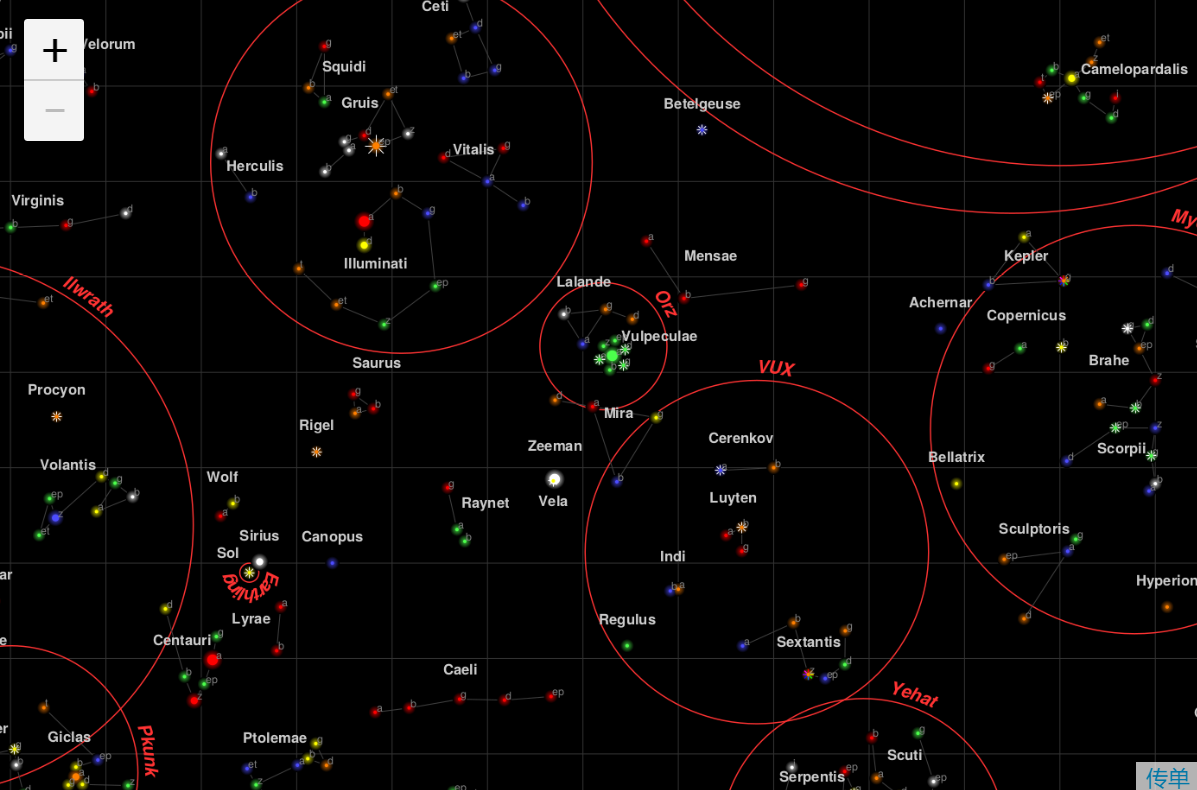 Ceti
Velorum
Squidi
Gruis
Camelopardalis
Betelgeuse
Vitalis
Herculis
Virginis
Illuminati
Mensae
Kepler
Ilwrath
Lalande
Orz
Achernar
Copernicus
Vulpeculae
Saurus
VUX
Brahe
Procyon
Mira
Rigel
Zeeman
Cerenkov
Bellatrix
Scorpii
Volantis
Wolf
Raynet
Vela
Luyten
Sirius
Canopus
Sculptoris
Sol
Earthling
Indi
Hyperion
Lyrae
Regulus
Centauri
Sextantis
Caeli
Yehat
Pkunk
Giclas
Ptolemae
Scuti
Serpentis
传单